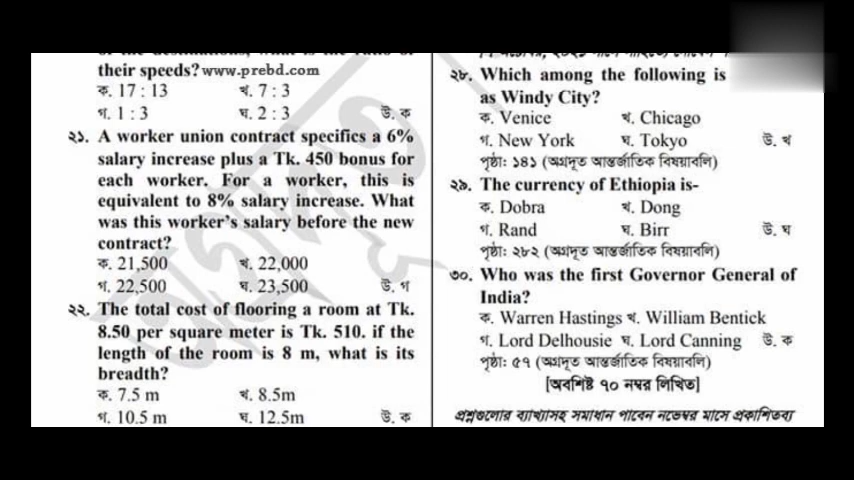 their speeds? www.prebd.com
ক. 17 : 13 খ. 7 : 3
গ. 1 : 3 ঘ. 2 : 3 উ. ক
২১. A worker union contract specifies a 6%
salary increase plus a Tk. 450 bonus for
each worker. For a worker, this is
equivalent to 8% salary increase. What
was this worker's salary before the new
contract?
ক. 21,500 খ. 22,000
গ. 22,500 ঘ. 23,500 উ. গ
২২. The total cost of flooring a room at Tk.
8.50 per square meter is Tk. 510. if the
length of the room is 8 m, what is its
breadth?
ক. 7.5 m খ. 8.5m
গ. 10.5 m ঘ. 12.5m উ. ক
২৮. Which among the following is
as Windy City?
ক. Venice খ. Chicago
গ. New York ঘ. Tokyo উ. খ
পৃষ্ঠা: ১৪১ (অগ্রদূত আন্তর্জাতিক বিষয়াবলি)
২৯. The currency of Ethiopia is-
ক. Dobra খ. Dong
গ. Rand ঘ. Birr উ. ঘ
পৃষ্ঠা: ২৮২ (অগ্রদূত আন্তর্জাতিক বিষয়াবলি)
৩০. Who was the first Governor General of
India?
ক. Warren Hastings খ. William Bentick
গ. Lord Delhousie ঘ. Lord Canning উ. ক
পৃষ্ঠা: ৫৭ (অগ্রদূত আন্তর্জাতিক বিষয়াবলি)
[অবশিষ্ট ৭০ নম্বর লিখিত]
প্রশ্নগুলোর ব্যাখ্যাসহ সমাধান পাবেন নভেম্বর মাসে প্রকাশিতব্য